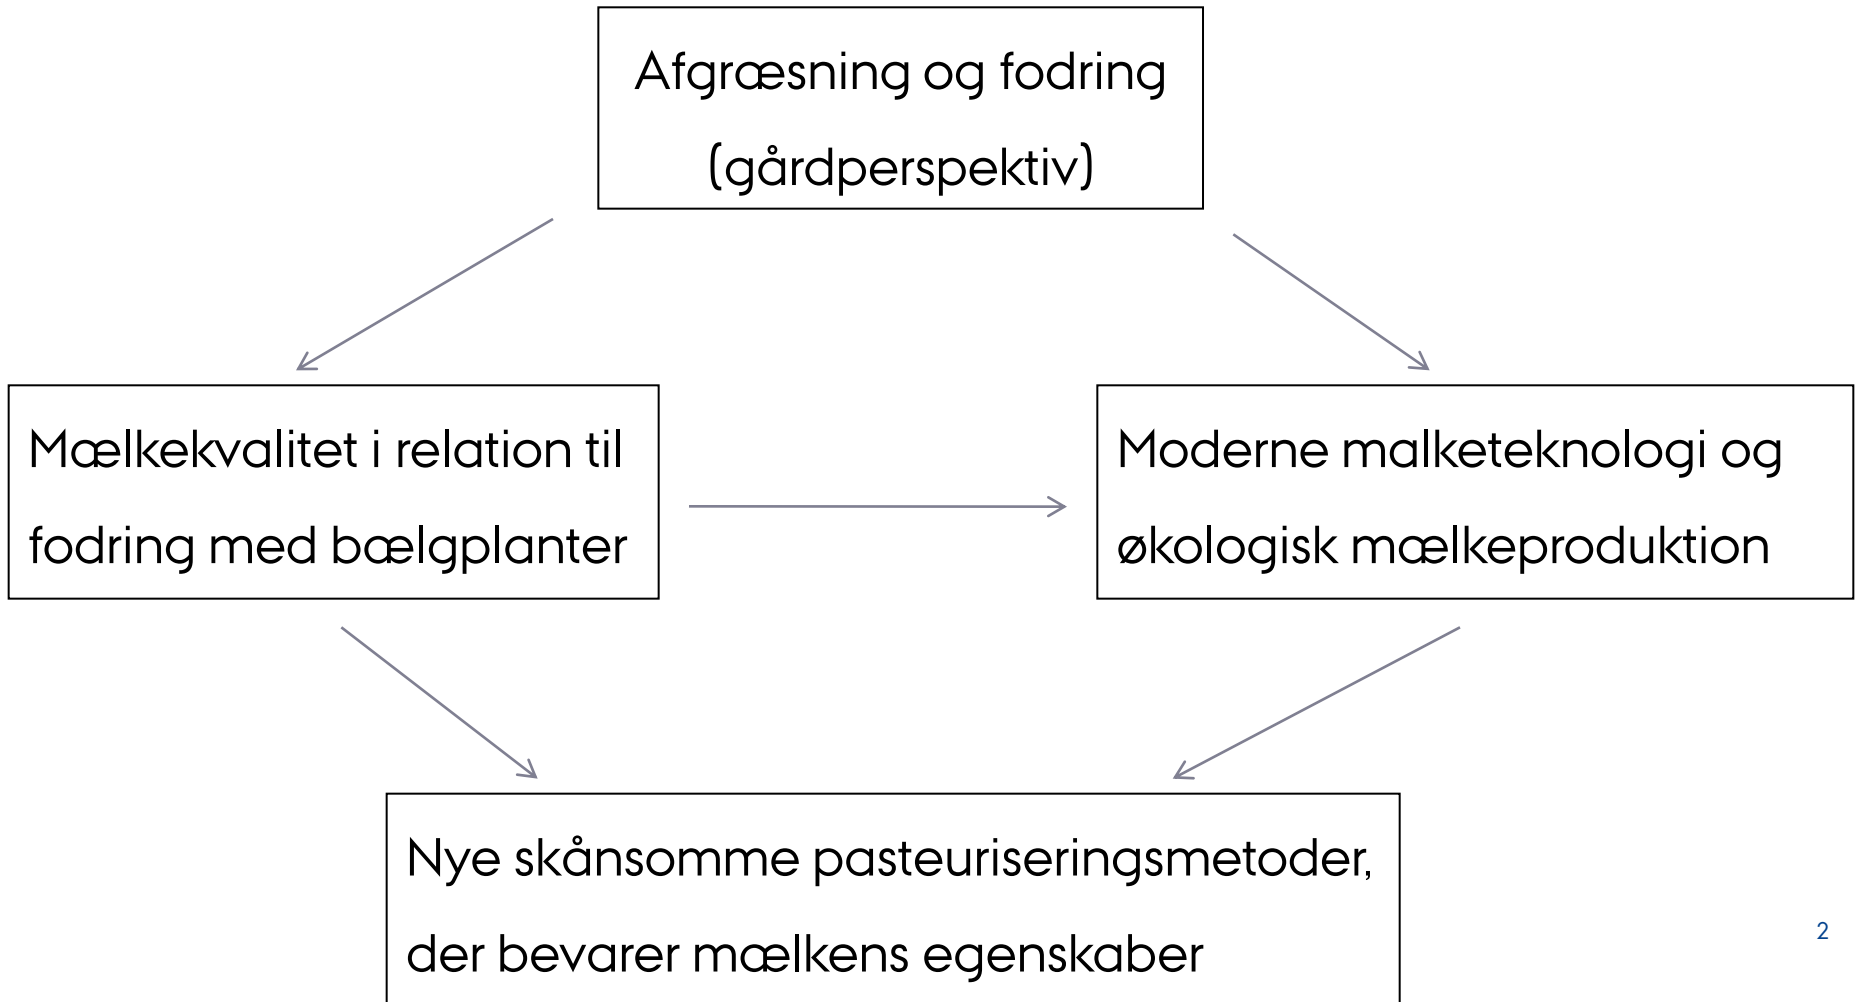 Afgræsning og fodring
(gårdperspektiv)
Mælkekvalitet i relation til
fodring med bælgplanter
Moderne malketeknologi og
økologisk mælkeproduktion
Nye skånsomme pasteuriseringsmetoder,
der bevarer mælkens egenskaber
2